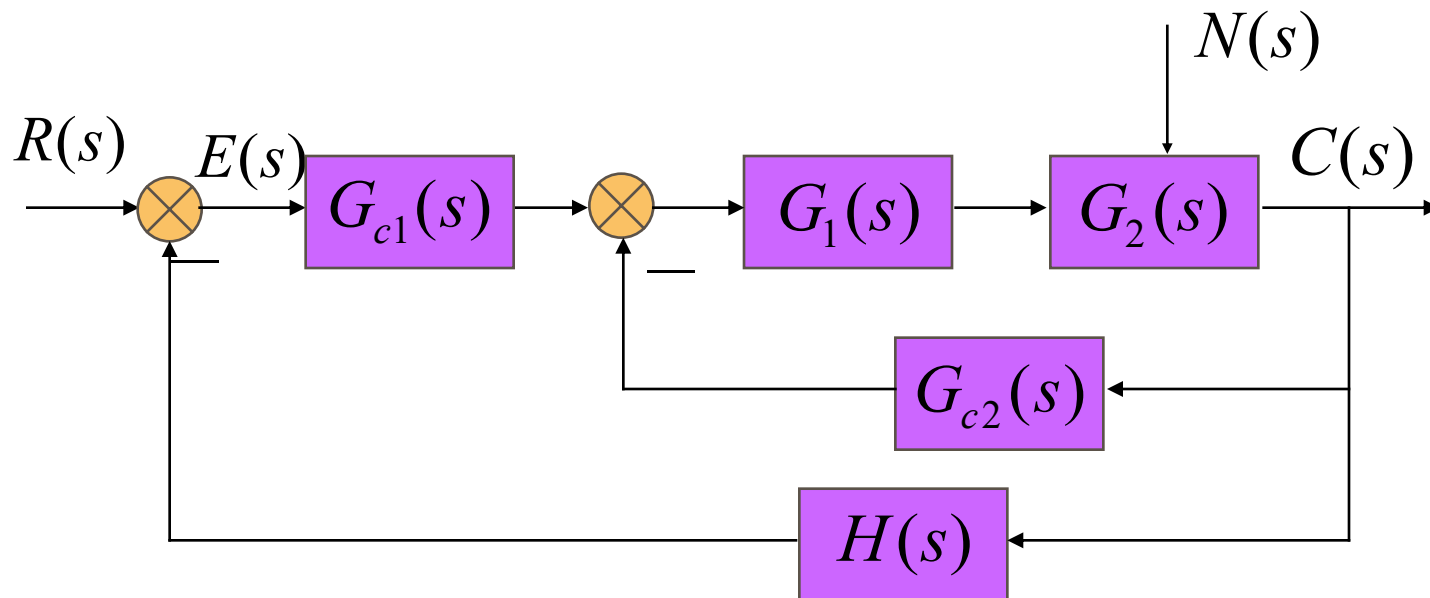 N(s)
R(s)
E(s)
C(s)
G_{c1}(s)
G_1(s)
G_2(s)
—
—
G_{c2}(s)
H(s)